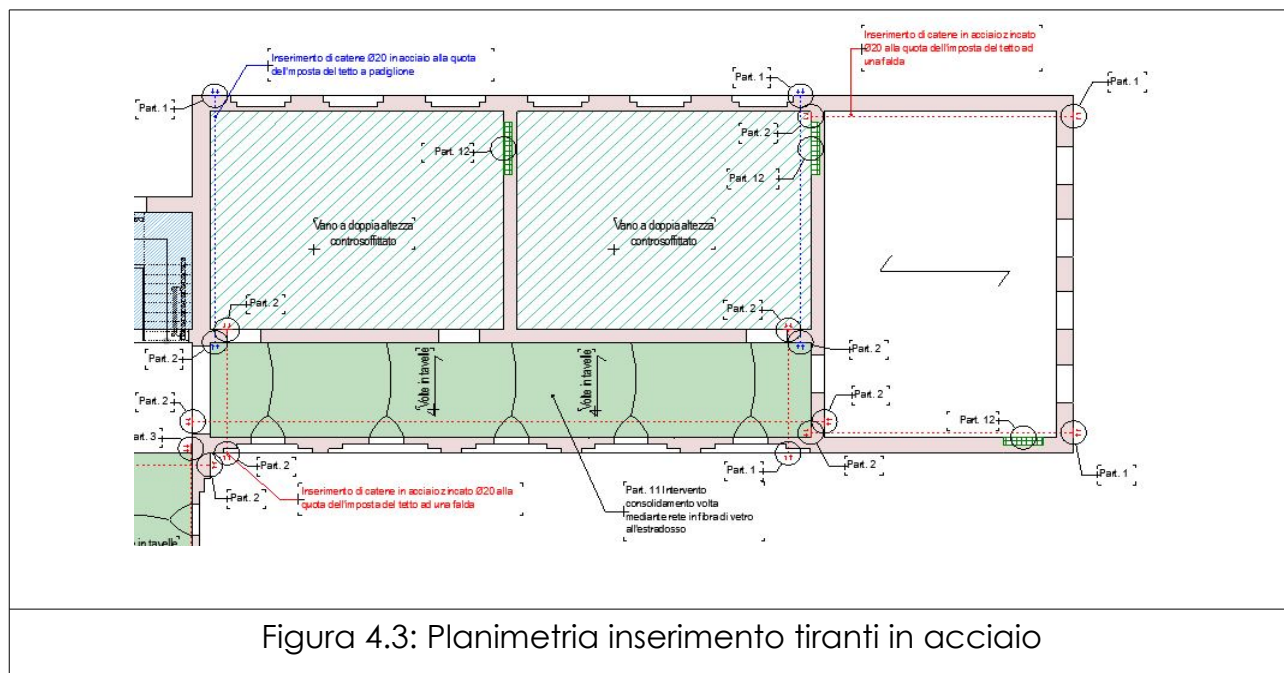 Inserimento di catene Ø20 in acciaio alla quota
dell'imposta del tetto a padiglione
Inserimento di catene in acciaio zincato
Ø20 alla quota dell'imposta del tetto ad
una falda
Part. 1
Part. 1
Part. 1
Part. 2
Part. 12
Part. 12
Vano a doppia altezza
controsoffittato
Vano a doppia altezza
controsoffittato
Part. 2
Part. 2
Part. 2
Part. 2
Volte in tavelle
Volte in tavelle
Part. 2
Part. 2
Part. 12
Part. 3
Part. 2
Part. 1
Part. 2
Part. 1
Part. 2
Inserimento di catene in acciaio zincato Ø20 alla
quota dell'imposta del tetto ad una falda
Part. 11 Intervento
consolidamento volta
mediante rete in fibra di vetro
all'estradosso
in tavelle
Figura 4.3: Planimetria inserimento tiranti in acciaio